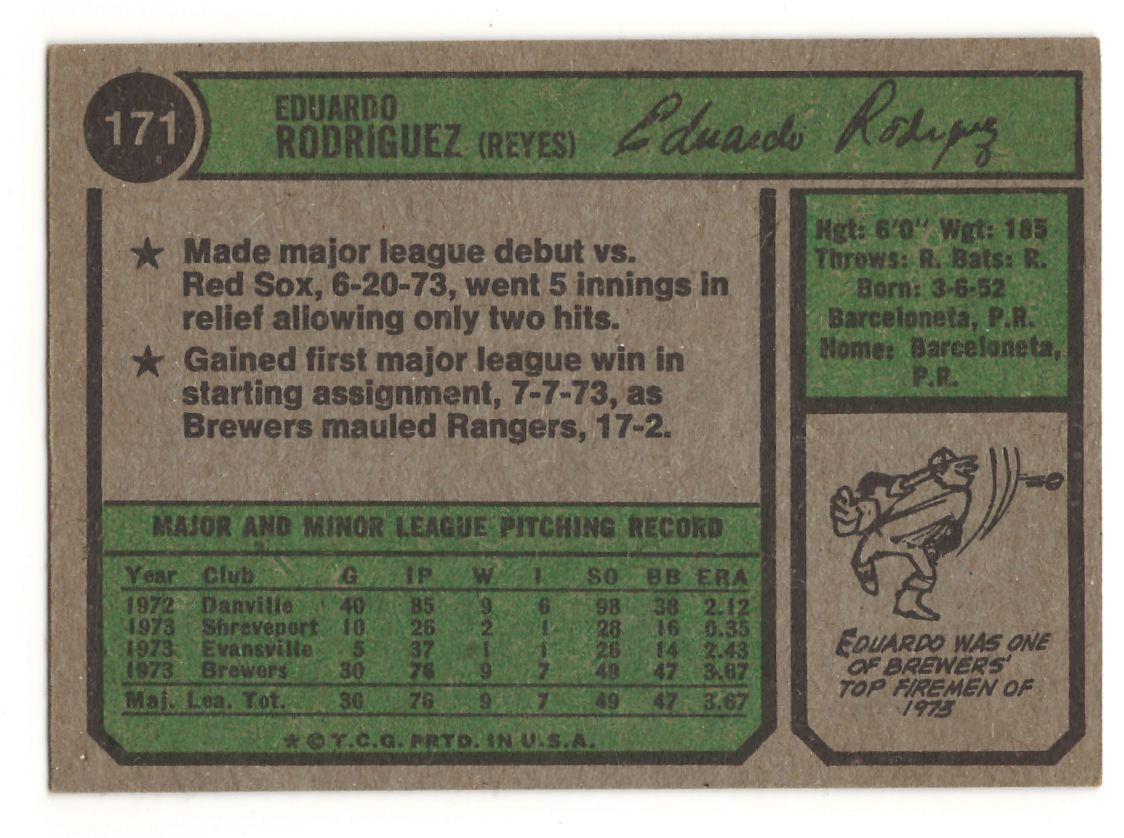 171
EDUARDO
RODRÍGUEZ (REYES)
Eduardo Rodriguez
★ Made major league debut vs.
Red Sox, 6-20-73, went 5 innings in
relief allowing only two hits.
★ Gained first major league win in
starting assignment, 7-7-73, as
Brewers mauled Rangers, 17-2.
Hgt: 6'0" Wgt: 185
Throws: R. Bats: R.
Born: 3-6-52
Barceloneta, P.R.
Home: Barceloneta,
P.R.
MAJOR AND MINOR LEAGUE PITCHING RECORD
Year Club G IP W L SO BB ERA
1972 Danville 40 85 9 6 98 38 2.12
1973 Shreveport 10 26 2 1 28 16 0.35
1973 Evansville 5 37 1 1 26 14 2.43
1973 Brewers 30 76 9 7 49 47 3.67
Maj. Lea. Tot. 30 76 9 7 49 47 3.67
★ © T.C.G. PRTD. IN U.S.A.
EDUARDO WAS ONE
OF BREWERS'
TOP FIREMEN OF
1973